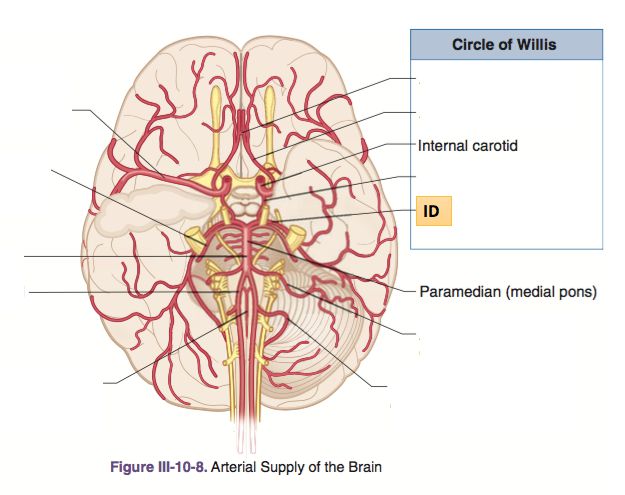 Circle of Willis
Internal carotid
ID
Paramedian (medial pons)
Figure III-10-8. Arterial Supply of the Brain